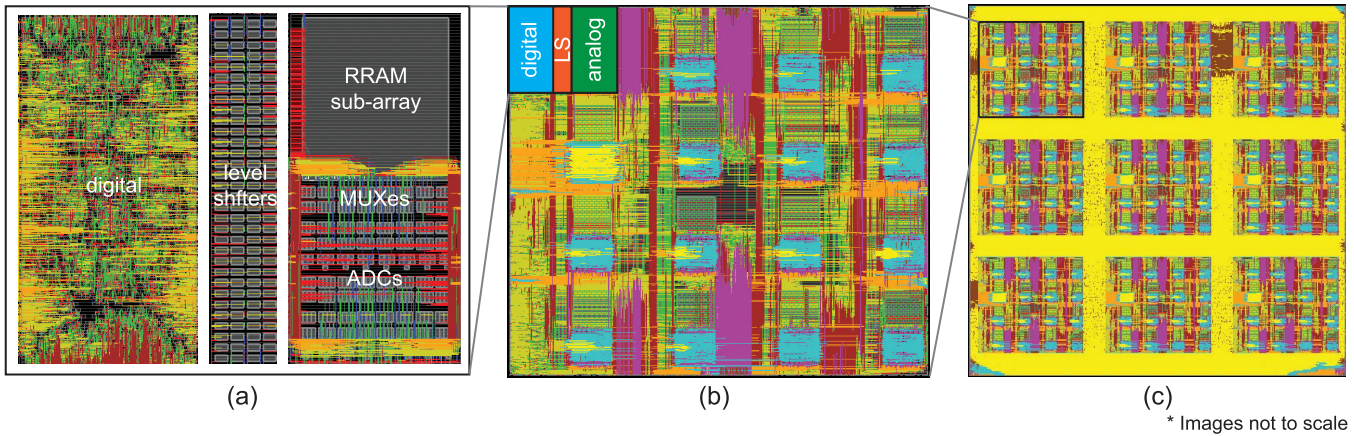 digital
level
shfters
RRAM
sub-array
MUXes
ADCs
digital
LS
analog
(a)
(b)
(c)
* Images not to scale